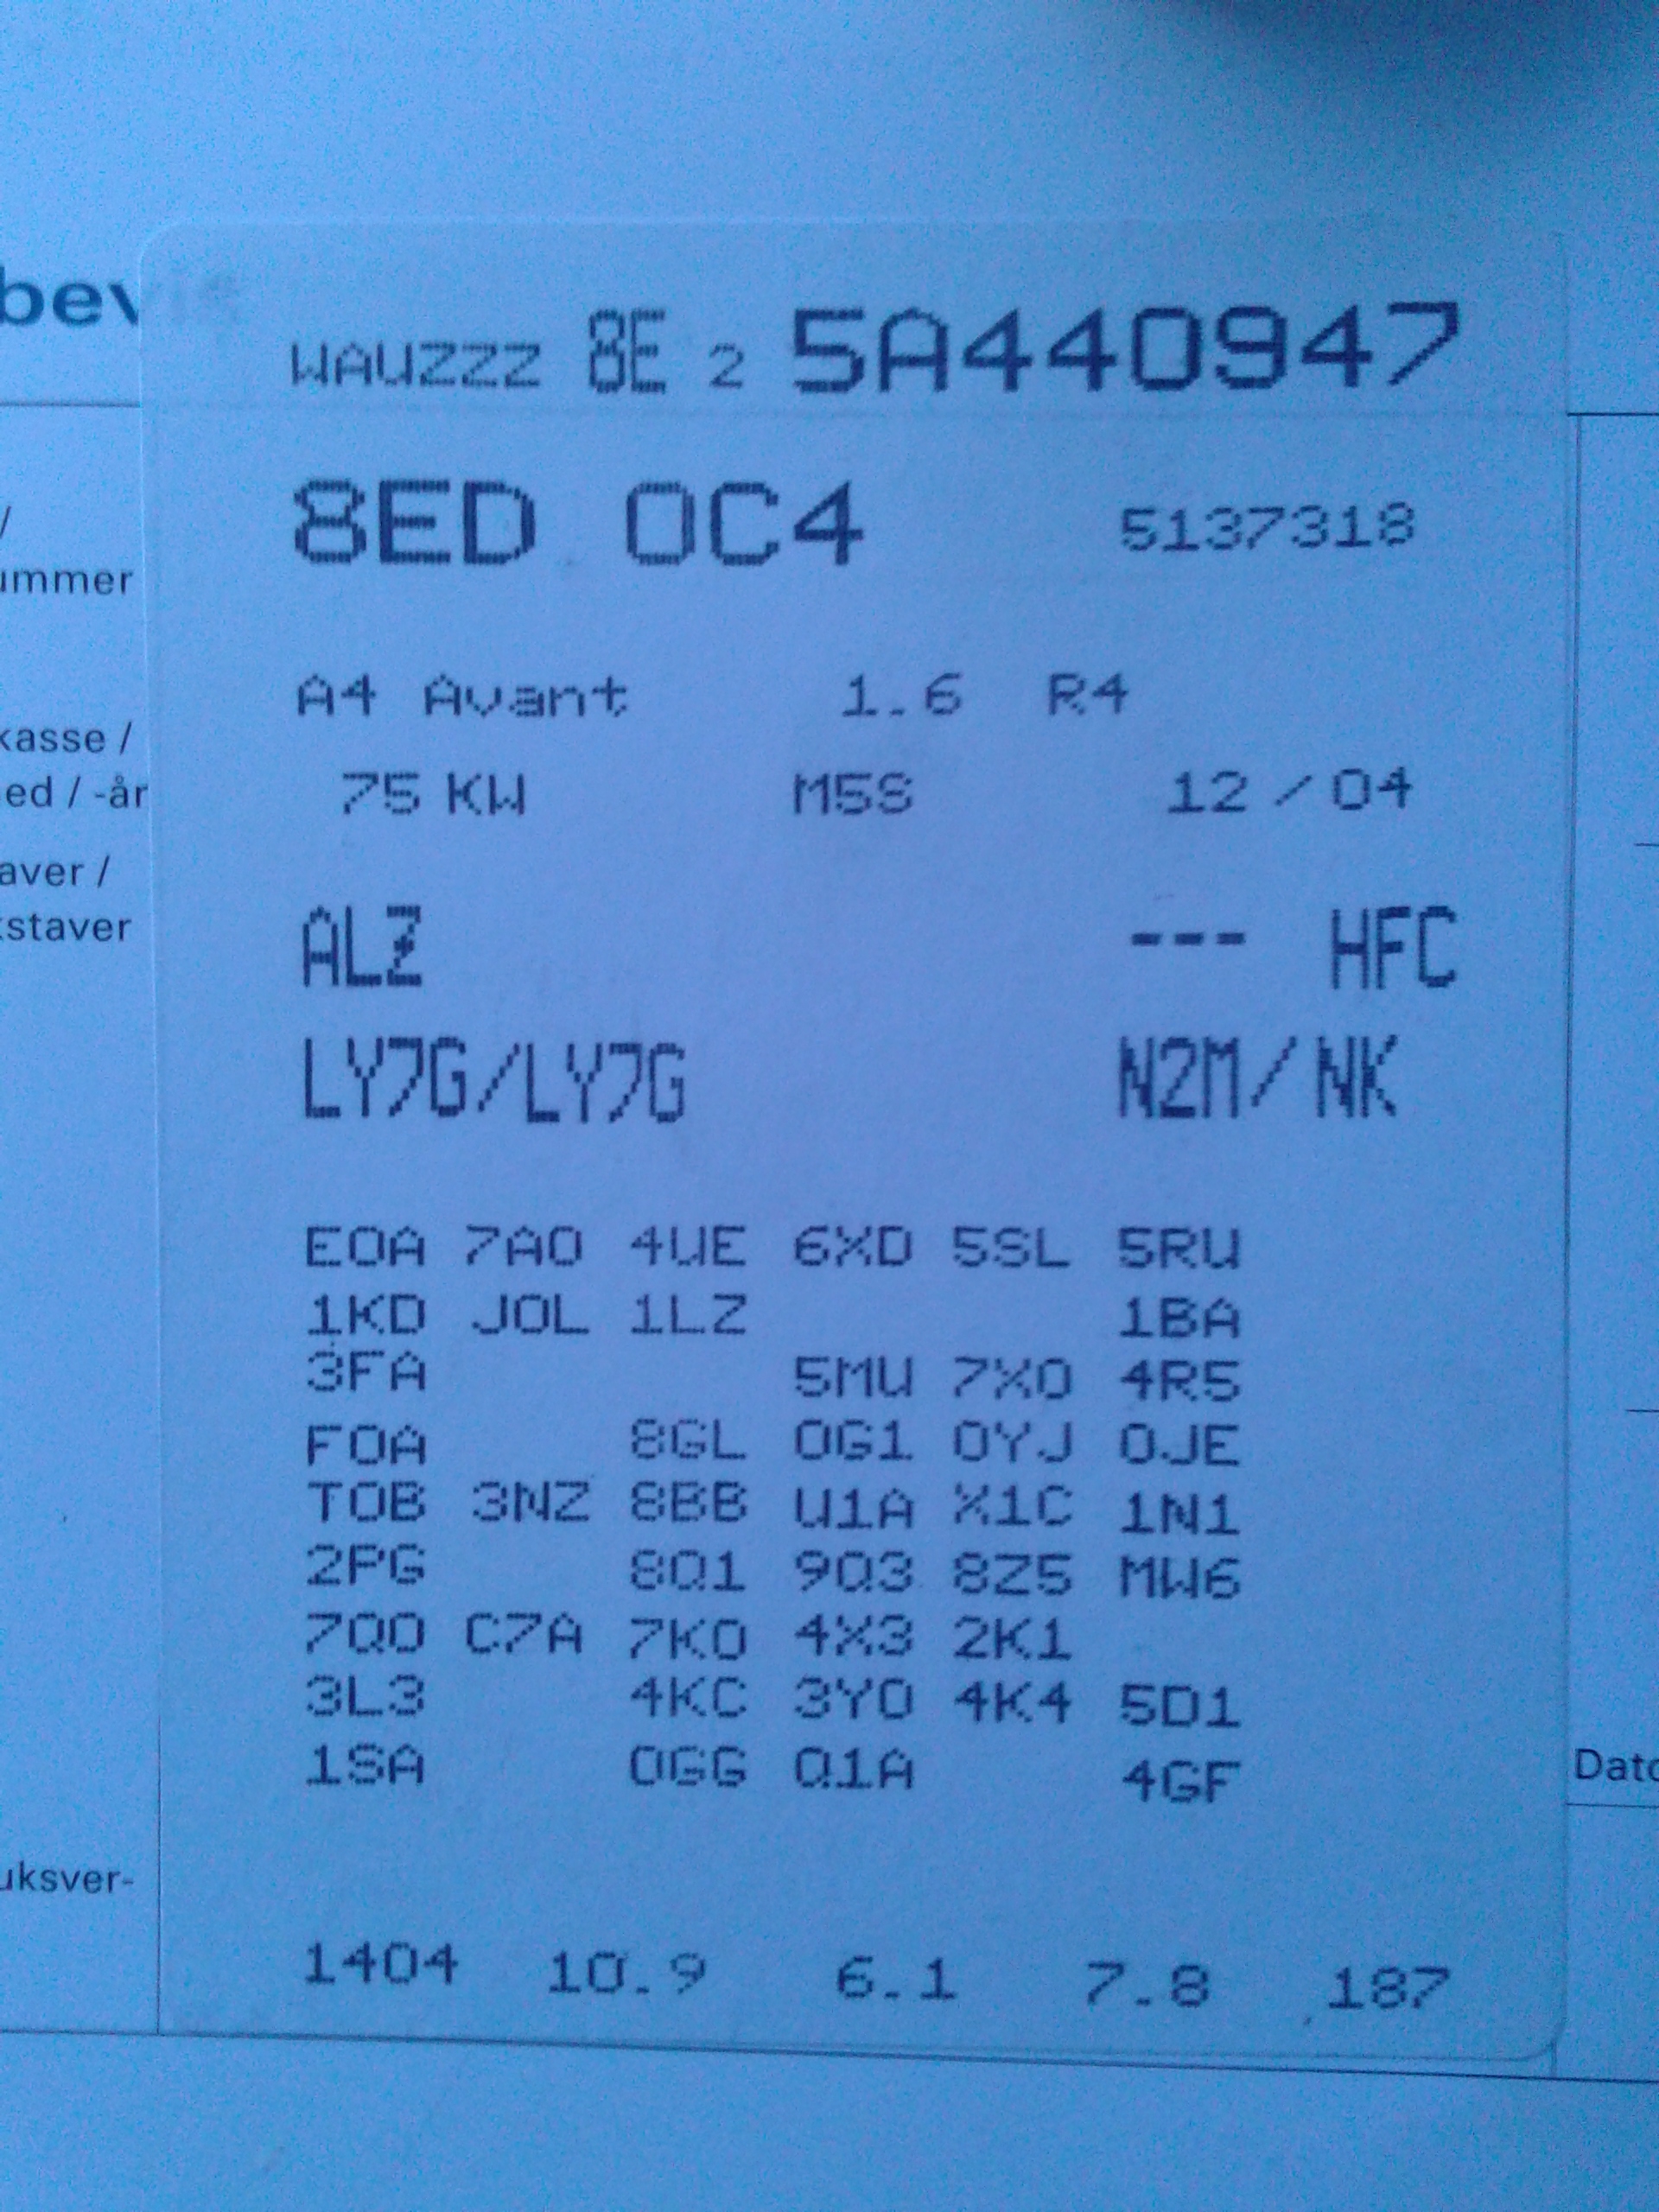 WAUZZZ 8E 2 5A440947
8ED 0C4 5137318
/
ummer
A4 Avant 1.6 R4
kasse /
75 KW M5S 12 / 04
ed / -år
aver /
kstaver
ALZ --- HFC
LY7G/LY7G N2M/ NK
E0A 7A0 4UE 6XD 5SL 5RU
1KD J0L 1LZ 1BA
3FA 5MU 7X0 4R5
F0A 8GL 0G1 0YJ 0JE
T0B 3NZ 8BB U1A X1C 1N1
2PG 8Q1 9Q3 8Z5 MW6
7Q0 C7A 7K0 4X3 2K1
3L3 4KC 3Y0 4K4 5D1
1SA 0GG Q1A 4GF
Dato
uksver-
1404 10.9 6.1 7.8 187